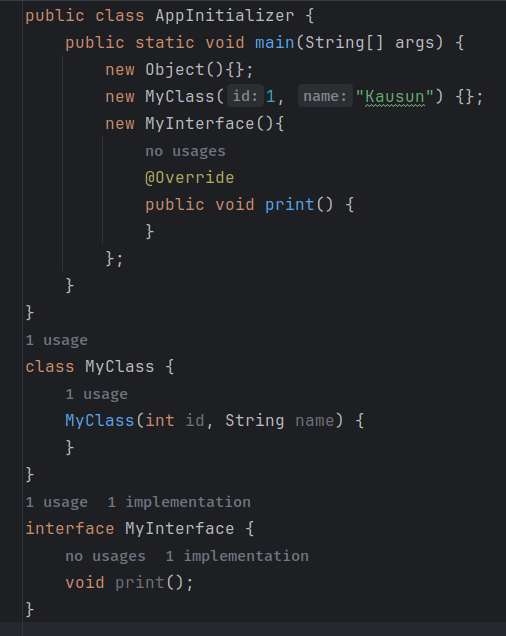 public class AppInitializer {
    public static void main(String[] args) {
        new Object(){};
        new MyClass( id: 1,  name: "Kausun") {};
        new MyInterface(){
            no usages
            @Override
            public void print() {
            }
        };
    }
}
1 usage
class MyClass {
    1 usage
    MyClass(int id, String name) {
    }
}
1 usage  1 implementation
interface MyInterface {
    no usages  1 implementation
    void print();
}